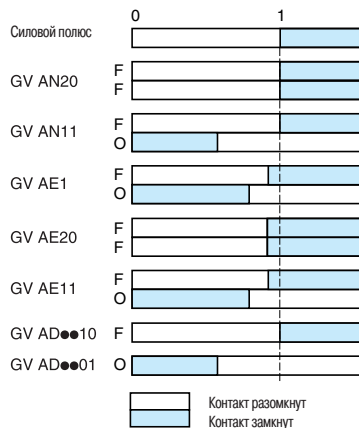 0 1
Силовой полюс
GV AN20 F
F
GV AN11 F
O
GV AE1 F
O
GV AE20 F
F
GV AE11 F
O
GV AD●●10 F
GV AD●●01 O
Контакт разомкнут
Контакт замкнут